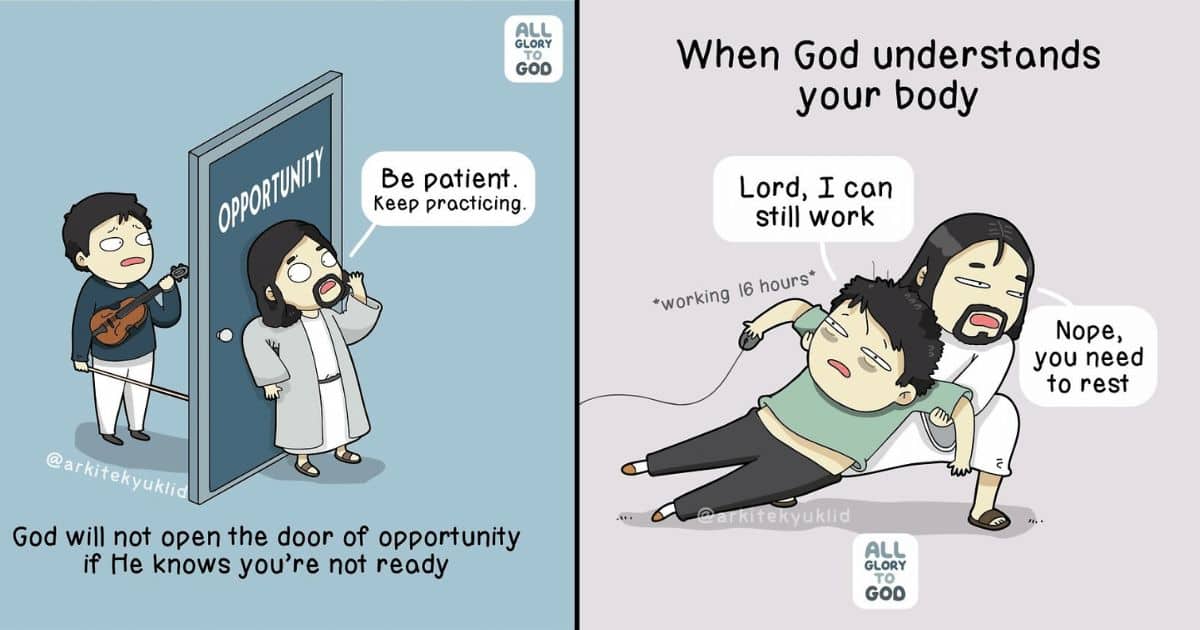 ALL
GLORY
TO
GOD
OPPORTUNITY
Be patient.
Keep practicing.
@arkitekyuklid
God will not open the door of opportunity
if He knows you're not ready
When God understands
your body
Lord, I can
still work
*working 16 hours*
Nope,
you need
to rest
@arkitekyuklid
ALL
GLORY
TO
GOD